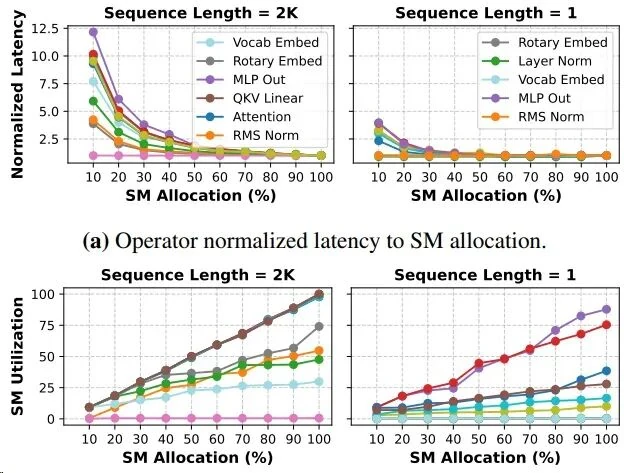 Sequence Length = 2K
Sequence Length = 1
Normalized Latency
12.5
10.0
7.5
5.0
2.5
Vocab Embed
Rotary Embed
MLP Out
QKV Linear
Attention
RMS Norm
Rotary Embed
Layer Norm
Vocab Embed
MLP Out
RMS Norm
10 20 30 40 50 60 70 80 90 100
10 20 30 40 50 60 70 80 90 100
SM Allocation (%)
SM Allocation (%)
(a) Operator normalized latency to SM allocation.
Sequence Length = 2K
Sequence Length = 1
SM Utilization
100
75
50
25
0
10 20 30 40 50 60 70 80 90 100
10 20 30 40 50 60 70 80 90 100
SM Allocation (%)
SM Allocation (%)